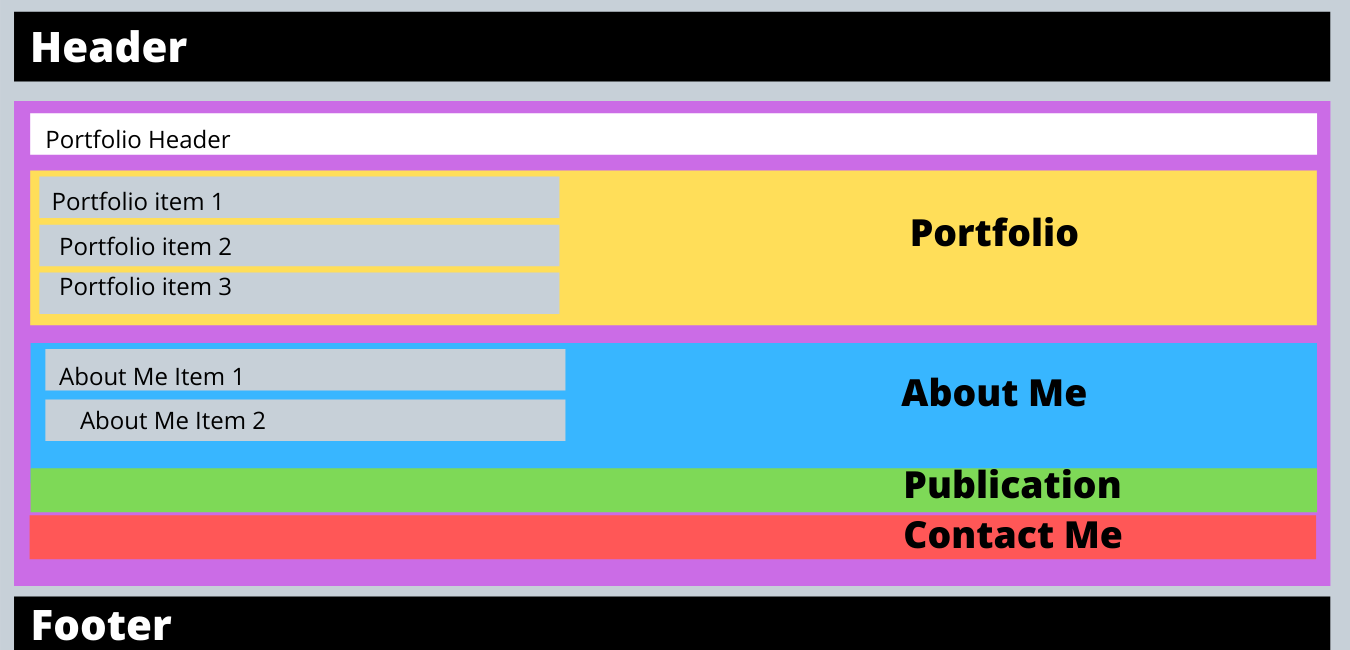 Header
Portfolio Header
Portfolio item 1
Portfolio item 2
Portfolio
Portfolio item 3
About Me Item 1
About Me
About Me Item 2
Publication
Contact Me
Footer